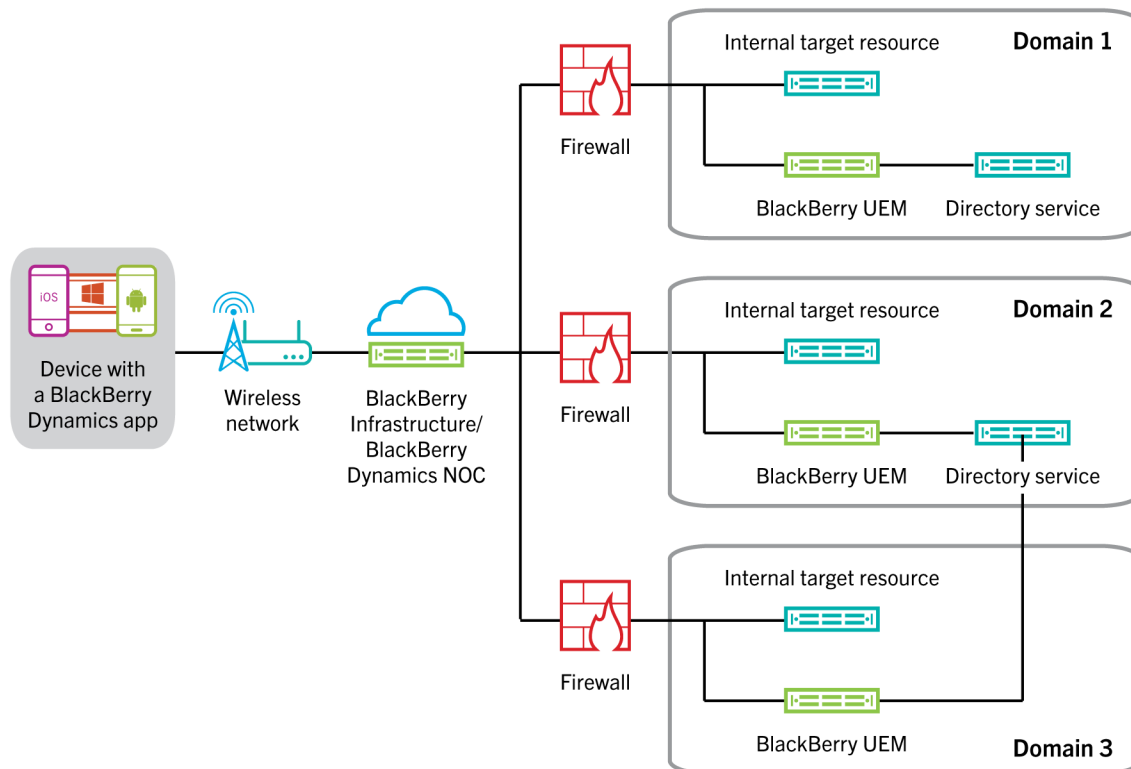 Internal target resource
Domain 1
Firewall
BlackBerry UEM
Directory service
iOS
Device with
a BlackBerry
Dynamics app
Wireless
network
BlackBerry
Infrastructure/
BlackBerry
Dynamics NOC
Internal target resource
Domain 2
Firewall
BlackBerry UEM
Directory service
Internal target resource
Firewall
BlackBerry UEM
Domain 3